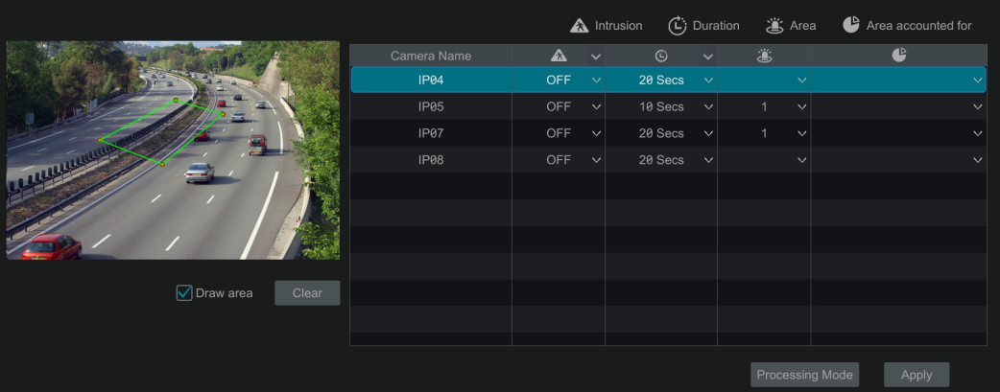 Intrusion Duration Area Area accounted for
Camera Name
IP04 OFF 20 Secs
IP05 OFF 10 Secs 1
IP07 OFF 20 Secs 1
IP08 OFF 20 Secs
Draw area Clear
Processing Mode Apply